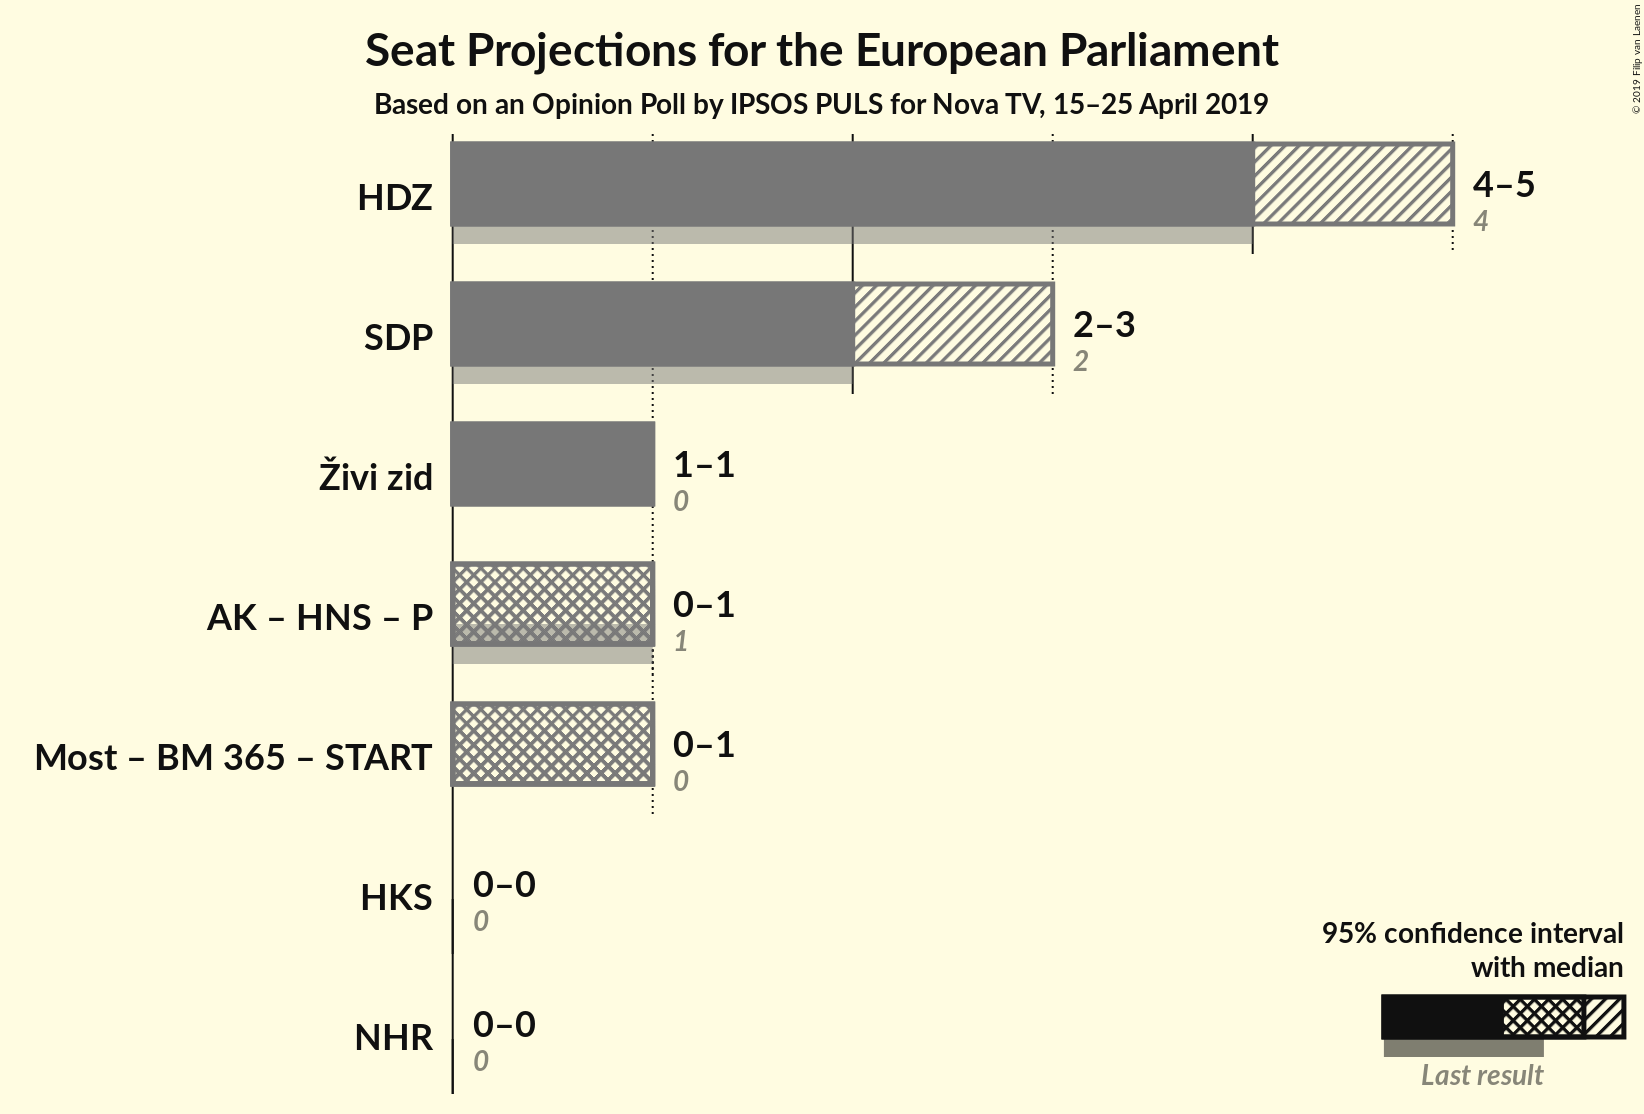 Seat Projections for the European Parliament
Based on an Opinion Poll by IPSOS PULS for Nova TV, 15–25 April 2019
© 2019 Filip van Laenen
HDZ
4–5
4
SDP
2–3
2
Živi zid
1–1
0
AK – HNS – P
0–1
1
Most – BM 365 – START
0–1
0
HKS
0–0
0
NHR
0–0
0
95% confidence interval
with median
Last result